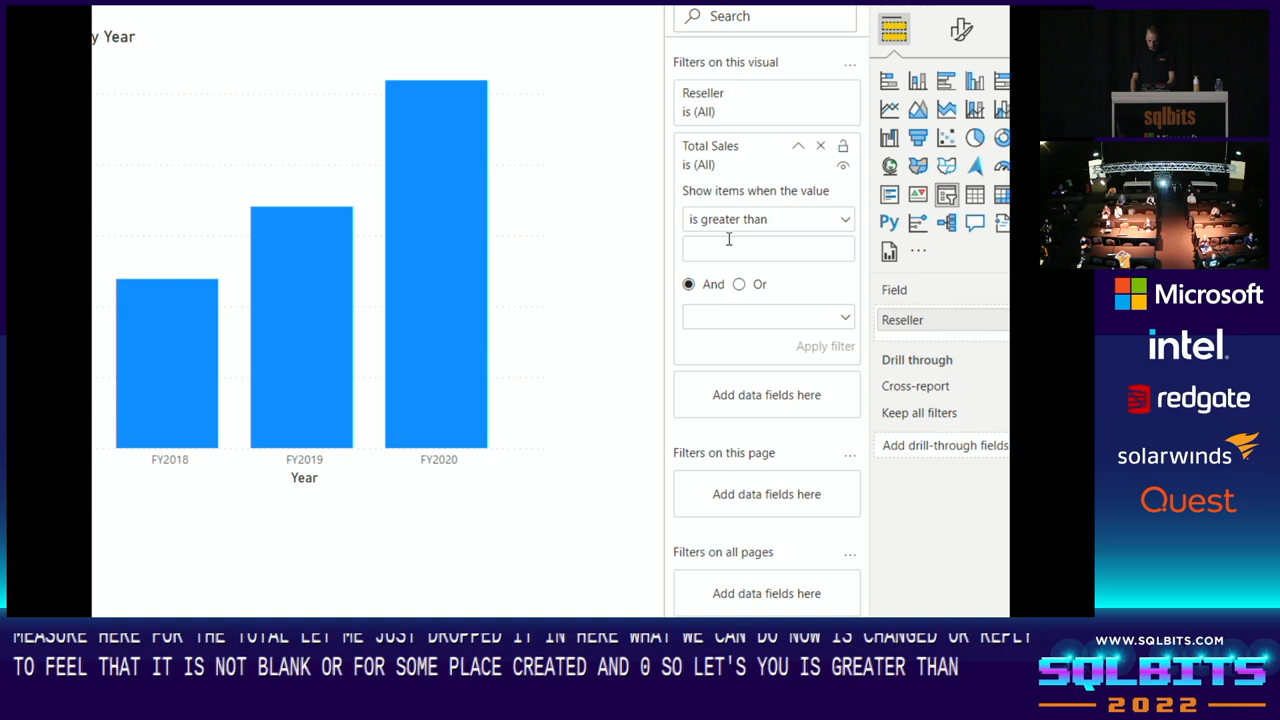 y Year
FY2018
FY2019
FY2020
Year
Search
Filters on this visual
...
Reseller
is (All)
Total Sales
is (All)
Show items when the value
is greater than
And
Or
Apply filter
Add data fields here
Filters on this page
...
Add data fields here
Filters on all pages
...
Add data fields here
Py
...
Field
Reseller
Drill through
Cross-report
Keep all filters
Add drill-through fields
sqlbits
Microsoft
Microsoft
intel.
redgate
solarwinds
Quest
MEASURE HERE FOR THE TOTAL LET ME JUST DROPPED IT IN HERE WHAT WE CAN DO NOW IS CHANGED OR REPLY
TO FEEL THAT IT IS NOT BLANK OR FOR SOME PLACE CREATED AND 0 SO LET'S YOU IS GREATER THAN
WWW.SQLBITS.COM
SQLBITS
2022